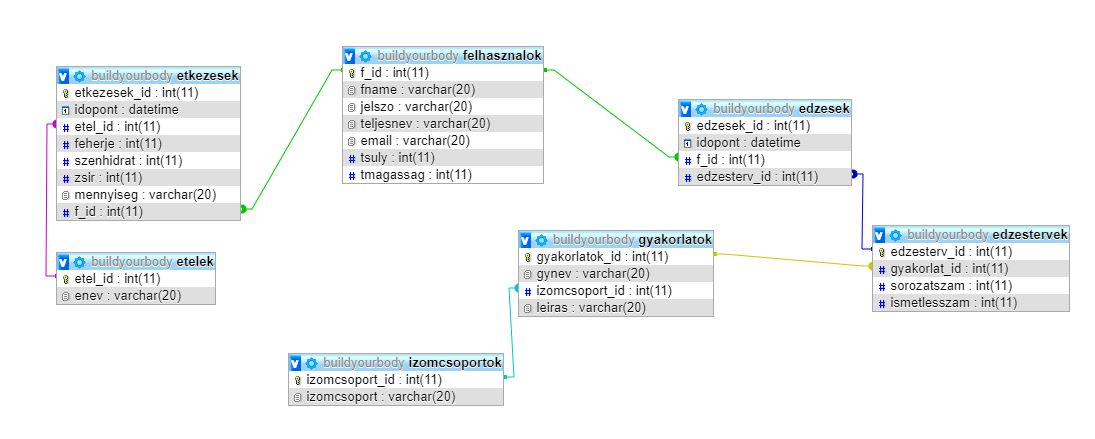 buildyourbody etkezesek
etkezesek_id : int(11)
idopont : datetime
etel_id : int(11)
feherje : int(11)
szenhidrat : int(11)
zsir : int(11)
mennyiseg : varchar(20)
f_id : int(11)
buildyourbody etelek
etel_id : int(11)
enev : varchar(20)
buildyourbody felhasznalok
f_id : int(11)
fname : varchar(20)
jelszo : varchar(20)
teljesnev : varchar(20)
email : varchar(20)
tsuly : int(11)
tmagassag : int(11)
buildyourbody edzesek
edzesek_id : int(11)
idopont : datetime
f_id : int(11)
edzesterv_id : int(11)
buildyourbody gyakorlatok
gyakorlatok_id : int(11)
gynev : varchar(20)
izomcsoport_id : int(11)
leiras : varchar(20)
buildyourbody edzestervek
edzesterv_id : int(11)
gyakorlat_id : int(11)
sorozatszam : int(11)
ismetlesszam : int(11)
buildyourbody izomcsoportok
izomcsoport_id : int(11)
izomcsoport : varchar(20)